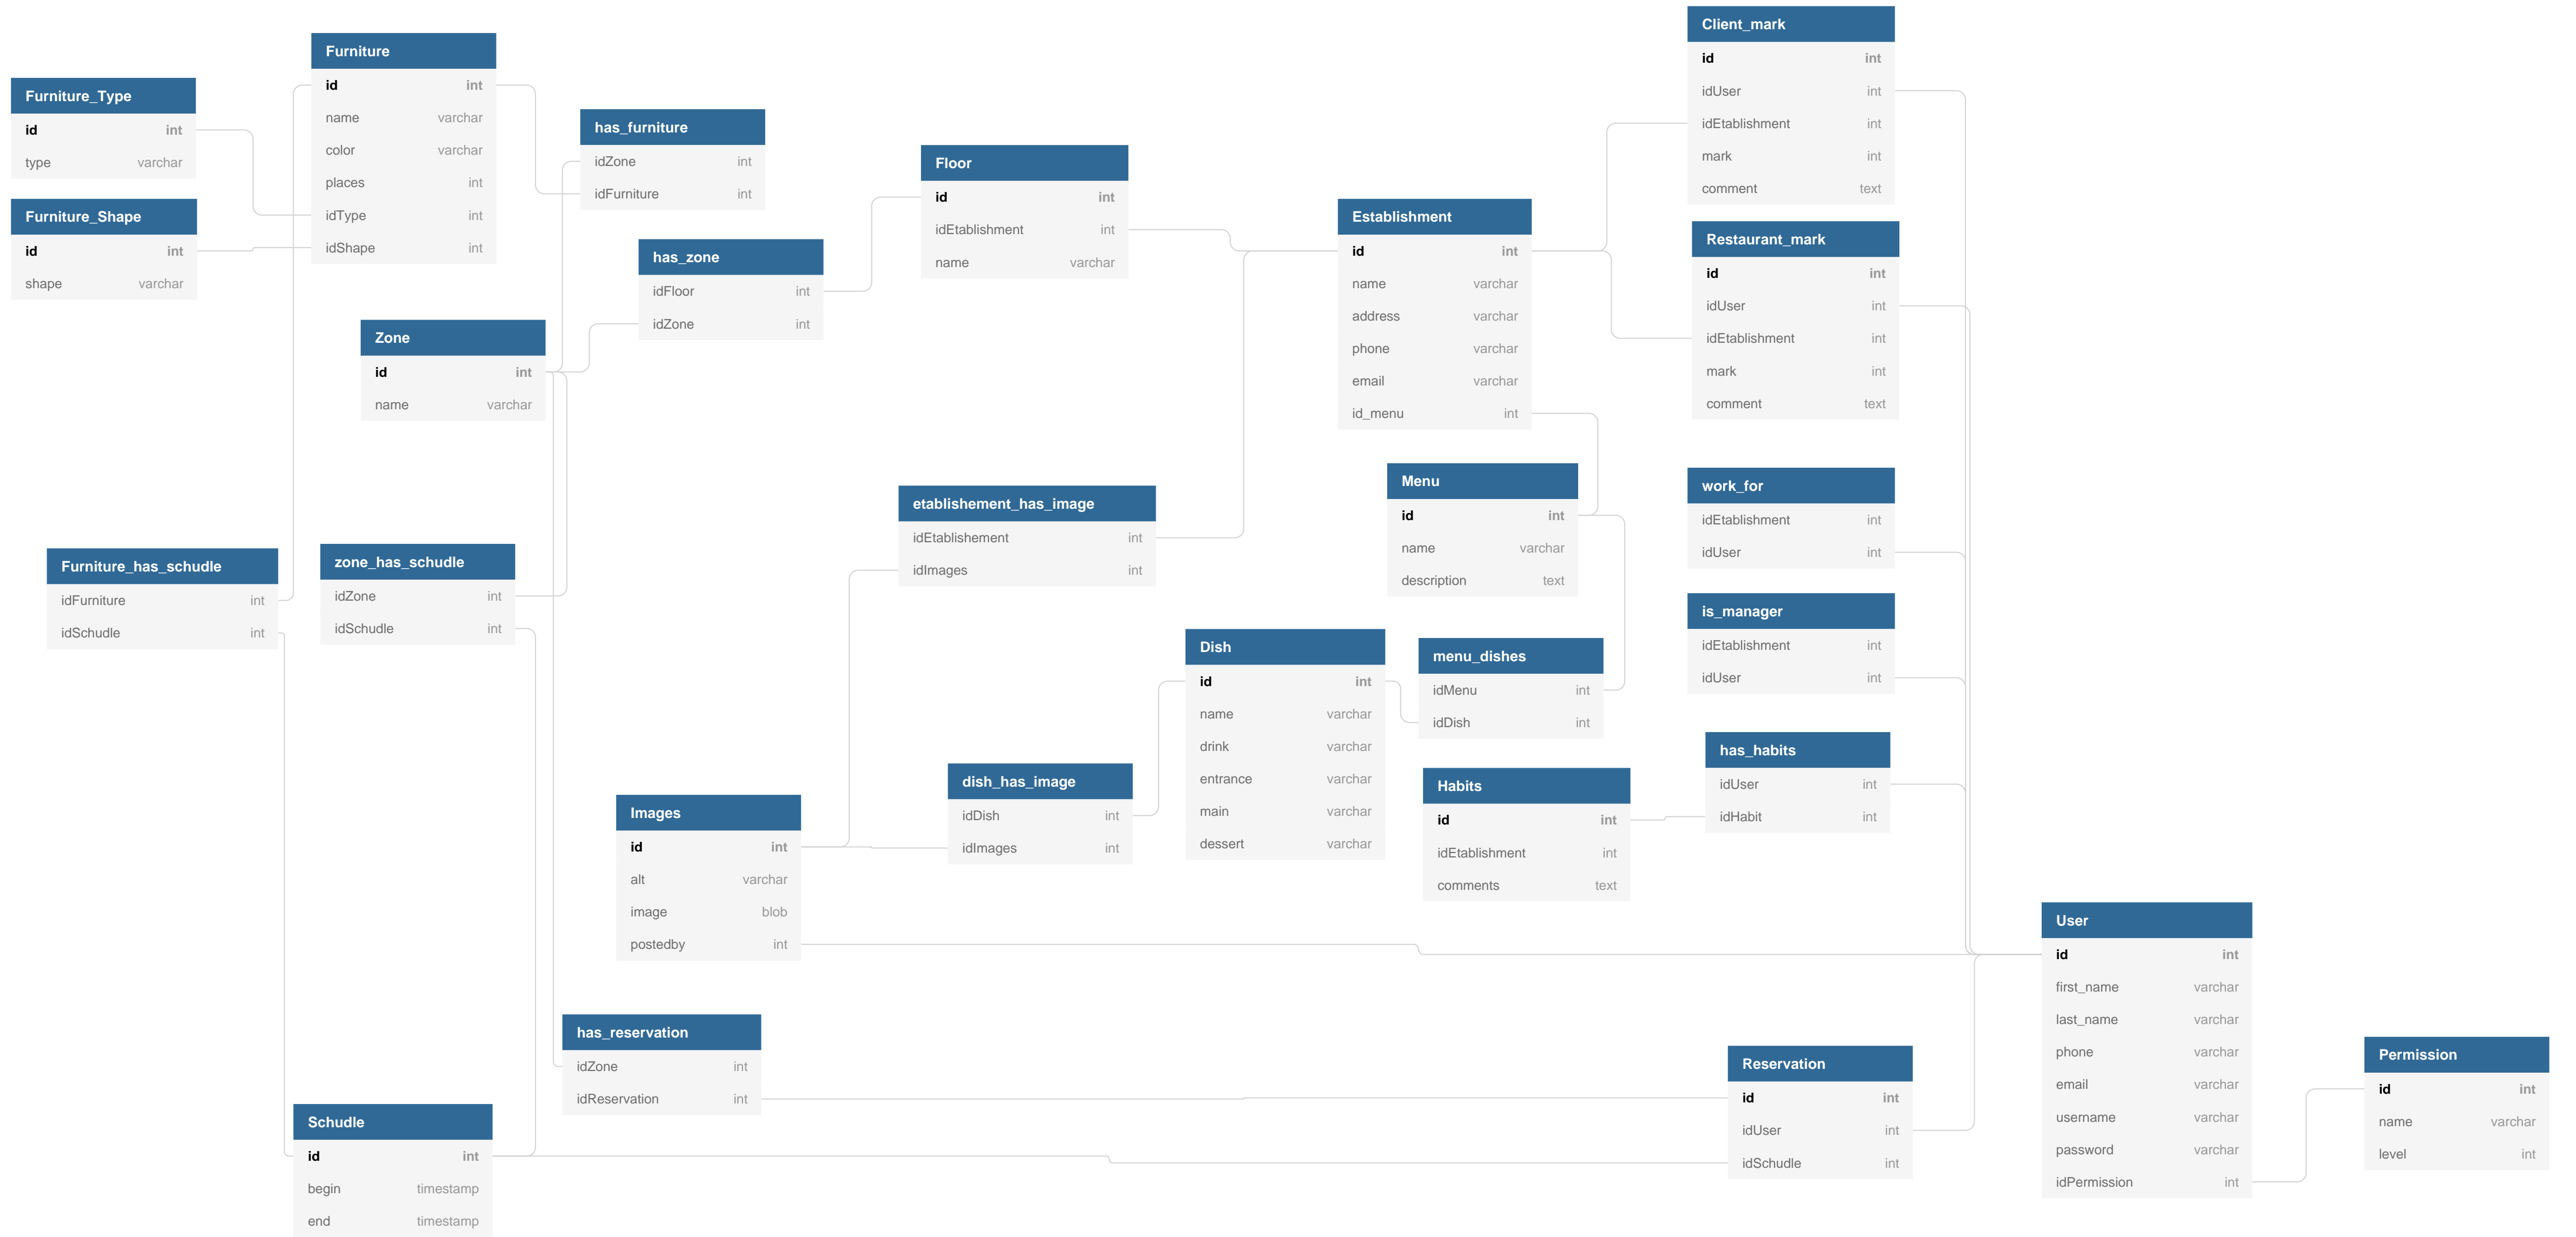 Furniture_Type
id int
type varchar
Furniture_Shape
id int
shape varchar
Furniture
id int
name varchar
color varchar
places int
idType int
idShape int
has_furniture
idZone int
idFurniture int
has_zone
idFloor int
idZone int
Zone
id int
name varchar
Floor
id int
idEtablishment int
name varchar
Establishment
id int
name varchar
address varchar
phone varchar
email varchar
id_menu int
Client_mark
id int
idUser int
idEtablishment int
mark int
comment text
Restaurant_mark
id int
idUser int
idEtablishment int
mark int
comment text
Furniture_has_schudle
idFurniture int
idSchudle int
zone_has_schudle
idZone int
idSchudle int
etablishement_has_image
idEtablishement int
idImages int
Menu
id int
name varchar
description text
work_for
idEtablishment int
idUser int
is_manager
idEtablishment int
idUser int
Dish
id int
name varchar
drink varchar
entrance varchar
main varchar
dessert varchar
menu_dishes
idMenu int
idDish int
has_habits
idUser int
idHabit int
Habits
id int
idEtablishment int
comments text
dish_has_image
idDish int
idImages int
Images
id int
alt varchar
image blob
postedby int
has_reservation
idZone int
idReservation int
Schudle
id int
begin timestamp
end timestamp
Reservation
id int
idUser int
idSchudle int
User
id int
first_name varchar
last_name varchar
phone varchar
email varchar
username varchar
password varchar
idPermission int
Permission
id int
name varchar
level int